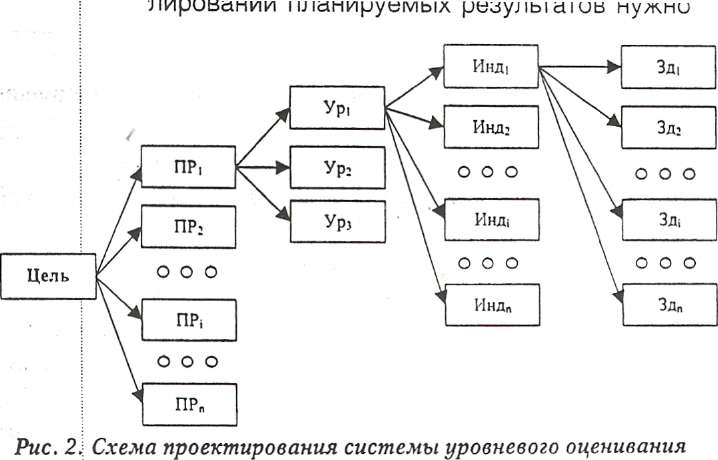 лировании планируемых результатов нужно
Инд₁
Зд₁
Ур₁
Инд₂
Зд₂
ПР₁
Ур₂
ПР₂
Ур₃
Индᵢ
Здᵢ
Цель
Индₙ
Здₙ
ПРᵢ
ПРₙ
Рис. 2. Схема проектирования системы уровневого оценивания